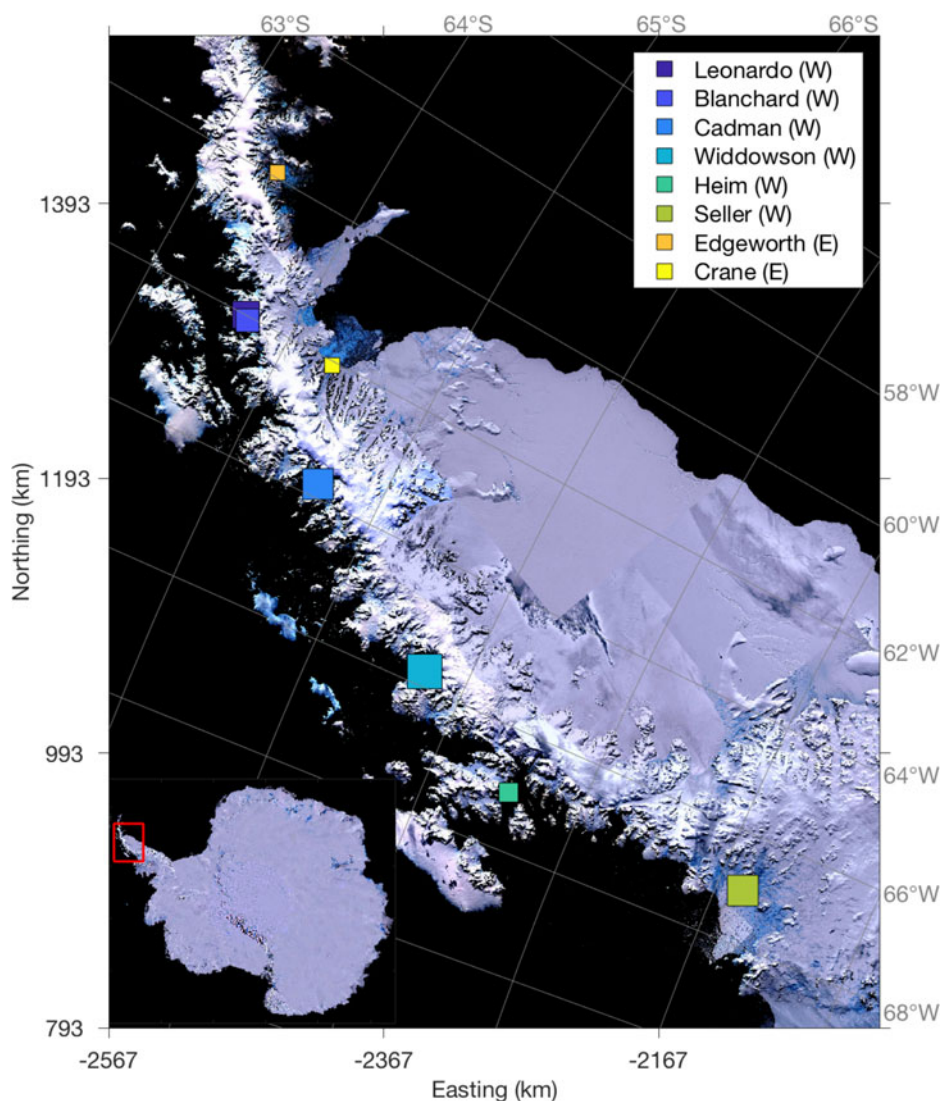 63°S
64°S
65°S
66°S
Leonardo (W)
Blanchard (W)
Cadman (W)
Widdowson (W)
Heim (W)
Seller (W)
Edgeworth (E)
Crane (E)
1393
1193
993
793
Northing (km)
58°W
60°W
62°W
64°W
66°W
68°W
-2567
-2367
-2167
Easting (km)